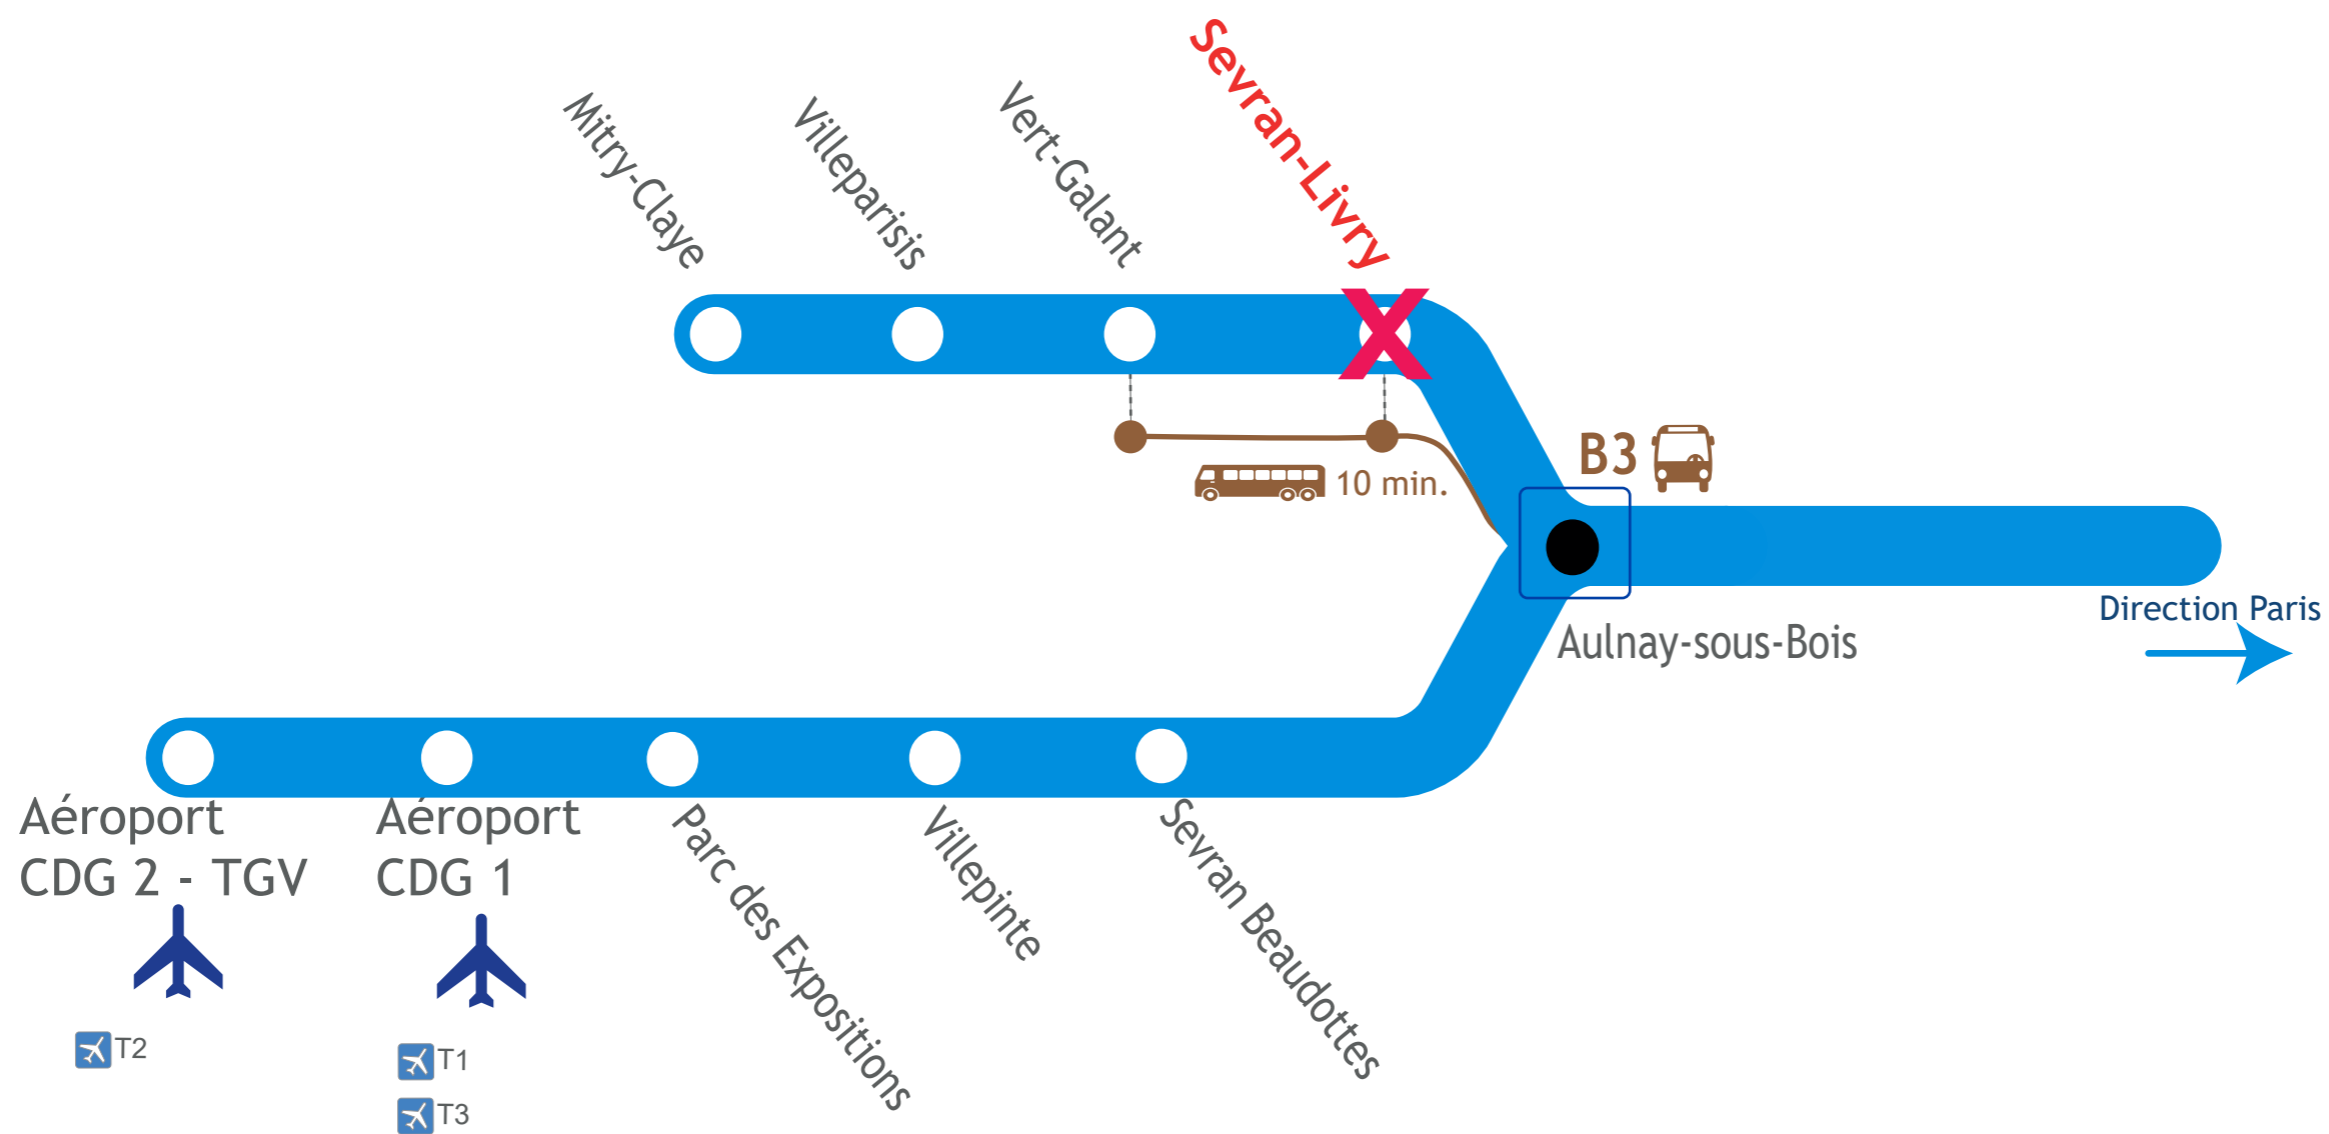 Mitry-Claye
Villeparisis
Vert-Galant
Sevran-Livry
B3
10 min.
Direction Paris
Aulnay-sous-Bois
Aéroport
CDG 2 - TGV
T2
Aéroport
CDG 1
T1
T3
Parc des Expositions
Villepinte
Sevran Beaudottes